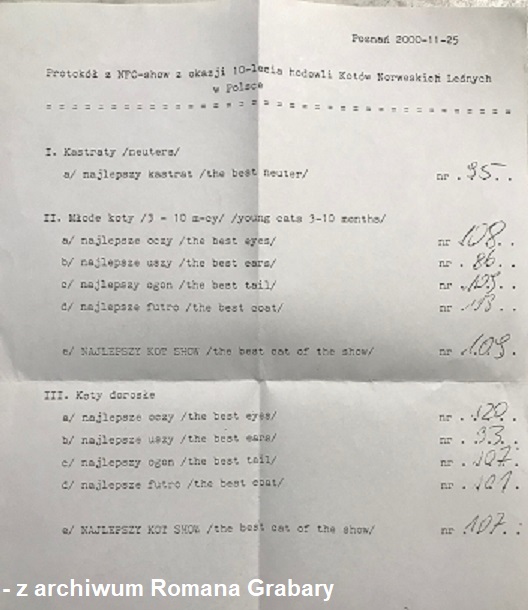 Poznań 2000-11-25
Protokół z NFC-show z okazji 10-lecia hodowli Kotów Norweskich Leśnych
w Polsce
= = = = = = = = = = = = = = = = = = = = = = = = = = = = = = = = = = =
I. Kastraty /neuters/
a/ najlepszy kastrat /the best neuter/ nr .95..
II. Młode koty /3 - 10 m-cy/ /young cats 3-10 months/
a/ najlepsze oczy /the best eyes/ nr 108..
b/ najlepsze uszy /the best ears/ nr .86..
c/ najlepszy ogon /the best tail/ nr
d/ najlepsze futro /the best coat/ nr .113..
e/ NAJLEPSZY KOT SHOW /the best cat of the show/ nr .109..
III. Koty dorosłe
a/ najlepsze oczy /the best eyes/ nr .120..
b/ najlepsze uszy /the best ears/ nr .93..
c/ najlepszy ogon /the best tail/ nr .107..
d/ najlepsze futro /the best coat/ nr .101..
e/ NAJLEPSZY KOT SHOW /the best cat of the show/ nr .107..
- z archiwum Romana Grabary